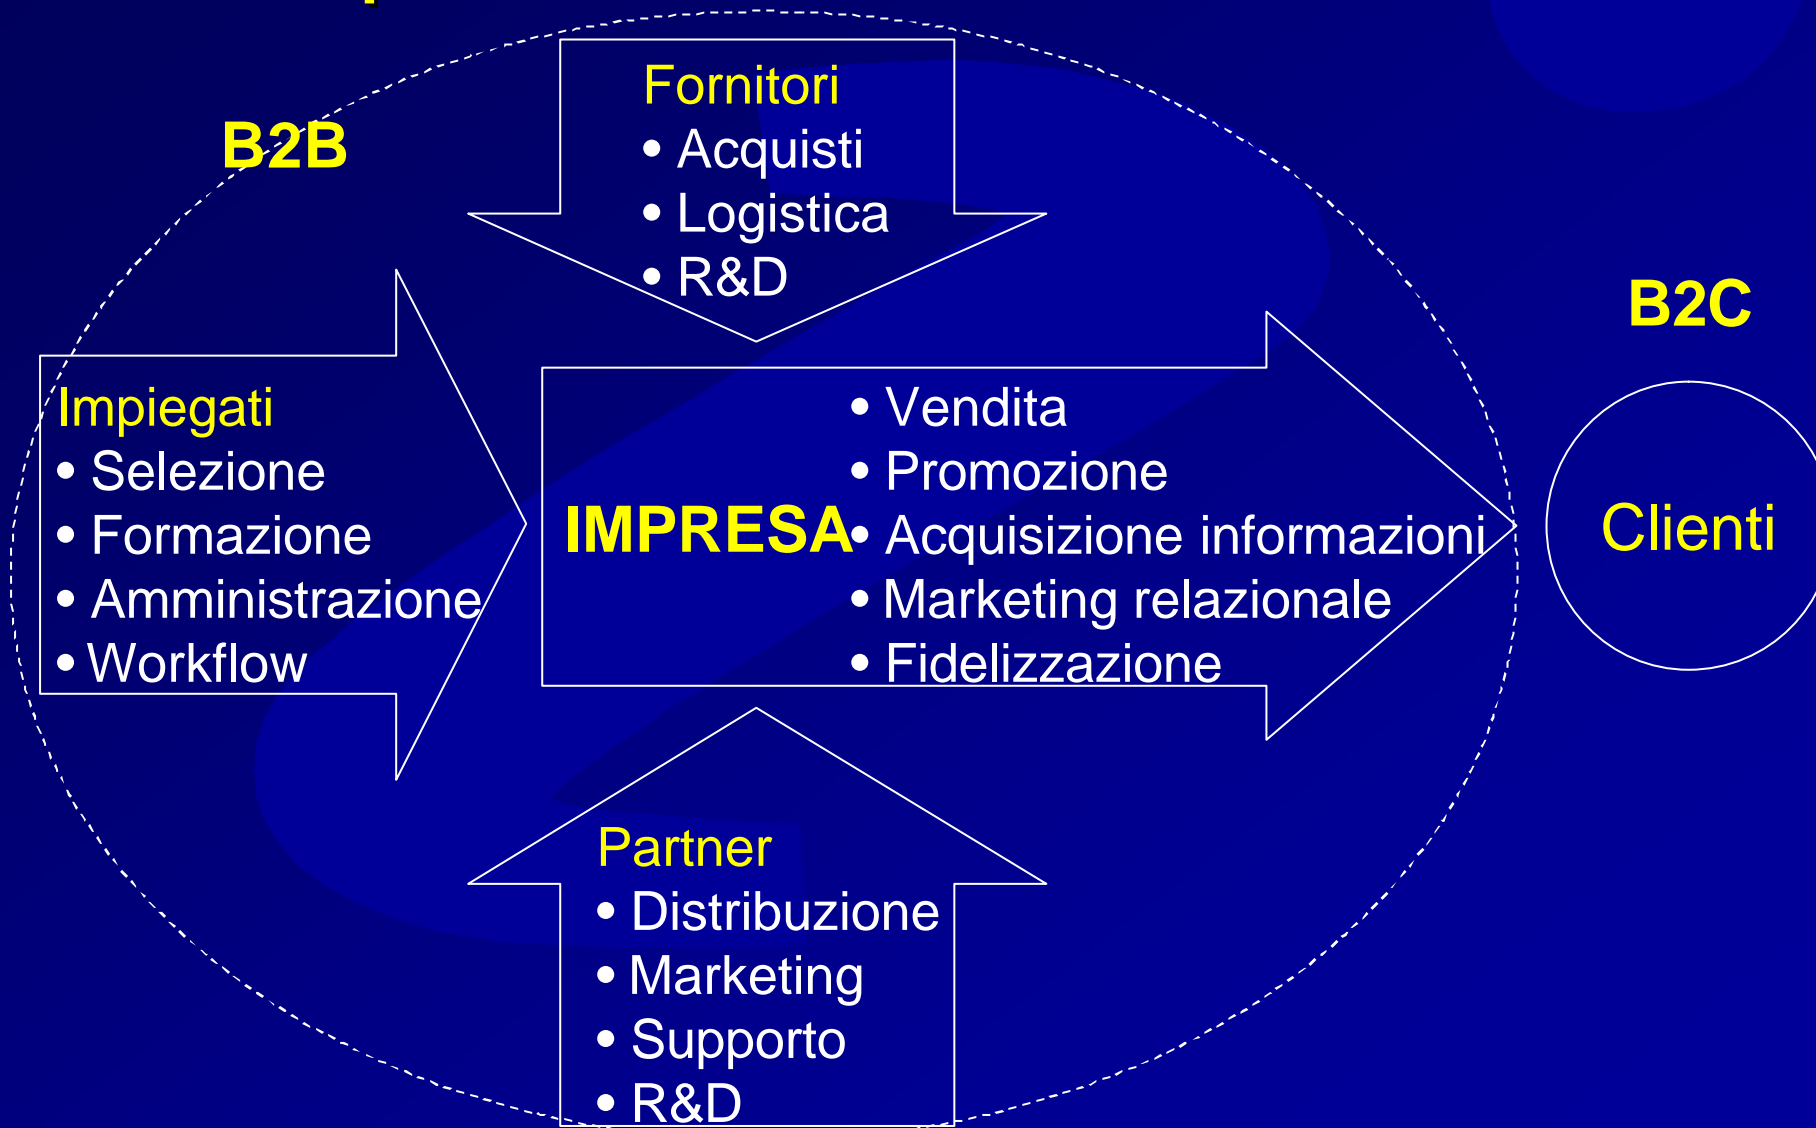 B2B
Fornitori
• Acquisti
• Logistica
• R&D
B2C
Impiegati
• Selezione
• Formazione
• Amministrazione
• Workflow
IMPRESA
• Vendita
• Promozione
• Acquisizione informazioni
• Marketing relazionale
• Fidelizzazione
Clienti
Partner
• Distribuzione
• Marketing
• Supporto
• R&D